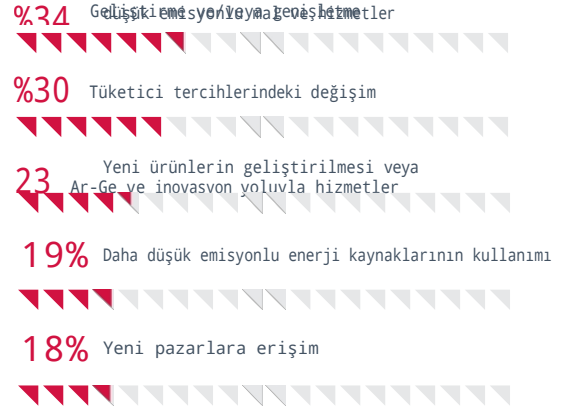 %34 Geliştirme ve/veya genişletme
düşük emisyonlu mal ve hizmetler
%30 Tüketici tercihlerindeki değişim
23 Yeni ürünlerin geliştirilmesi veya
Ar-Ge ve inovasyon yoluyla hizmetler
19% Daha düşük emisyonlu enerji kaynaklarının kullanımı
18% Yeni pazarlara erişim